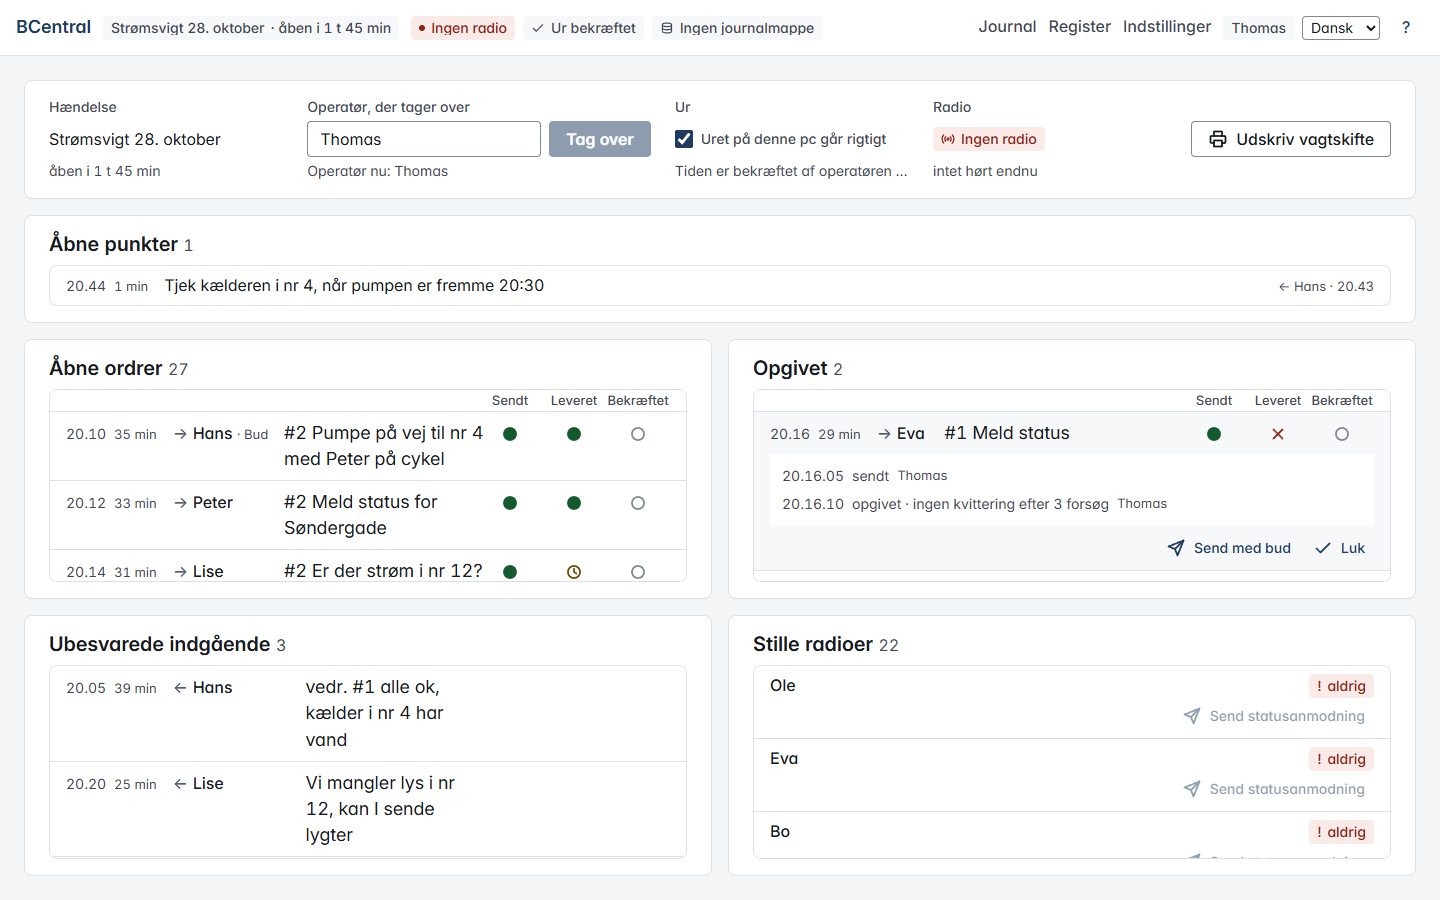 BCentral Strømsvigt 28. oktober · åben i 1 t 45 min Ingen radio Ur bekræftet Ingen journalmappe Journal Register Indstillinger Thomas Dansk ?
Hændelse Operatør, der tager over Ur Radio
Strømsvigt 28. oktober Thomas Tag over Uret på denne pc går rigtigt Ingen radio Udskriv vagtskifte
åben i 1 t 45 min Operatør nu: Thomas Tiden er bekræftet af operatøren ... intet hørt endnu
Åbne punkter 1
20.44 1 min Tjek kælderen i nr 4, når pumpen er fremme 20:30 ← Hans · 20.43
Åbne ordrer 27
Sendt Leveret Bekræftet
20.10 35 min → Hans · Bud #2 Pumpe på vej til nr 4
med Peter på cykel
20.12 33 min → Peter #2 Meld status for
Søndergade
20.14 31 min → Lise #2 Er der strøm i nr 12?
Opgivet 2
Sendt Leveret Bekræftet
20.16 29 min → Eva #1 Meld status
20.16.05 sendt Thomas
20.16.10 opgivet · ingen kvittering efter 3 forsøg Thomas
Send med bud Luk
Ubesvarede indgående 3
20.05 39 min ← Hans vedr. #1 alle ok,
kælder i nr 4 har
vand
20.20 25 min ← Lise Vi mangler lys i nr
12, kan I sende
lygter
Stille radioer 22
Ole ! aldrig
Send statusanmodning
Eva ! aldrig
Send statusanmodning
Bo ! aldrig